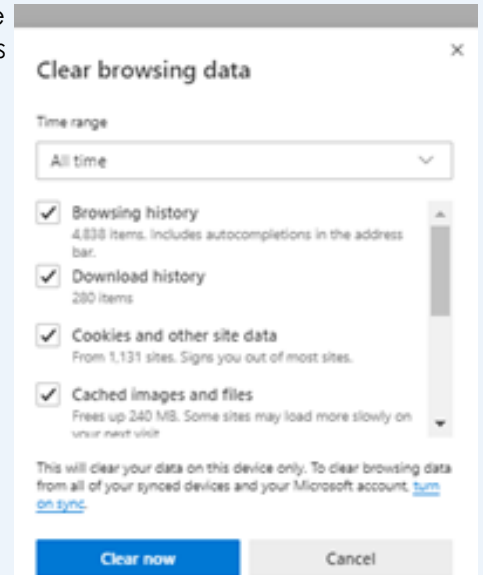 e
s
Clear browsing data
Time range
All time
Browsing history
4,838 items. Includes autocompletions in the address
bar.
Download history
280 items
Cookies and other site data
From 1,131 sites. Signs you out of most sites.
Cached images and files
Frees up 240 MB. Some sites may load more slowly on
your next visit
This will clear your data on this device only. To clear browsing data
from all of your synced devices and your Microsoft account, turn
on sync.
Clear now
Cancel